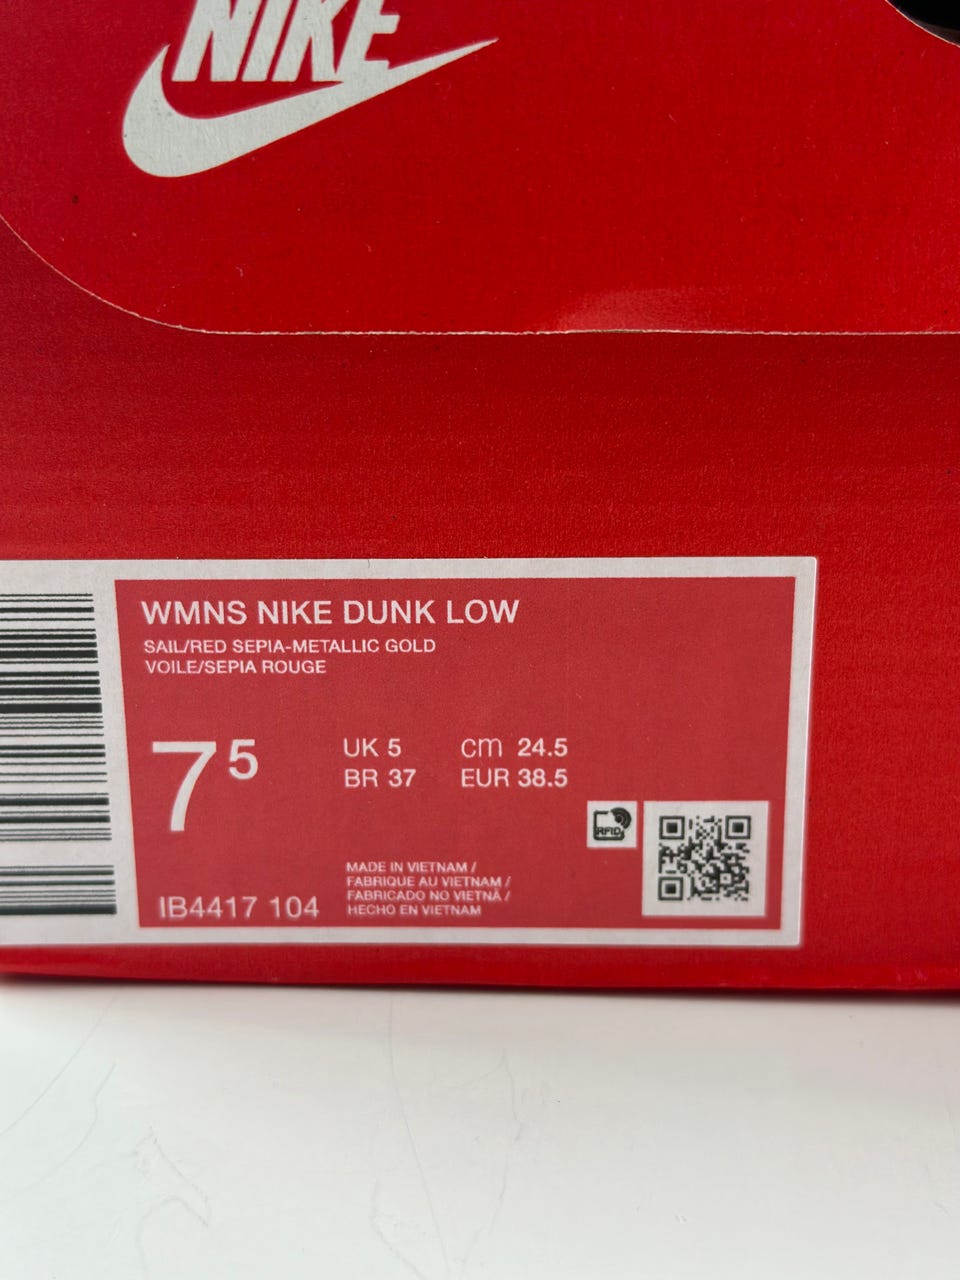 NIKE
WMNS NIKE DUNK LOW
SAIL/RED SEPIA-METALLIC GOLD
VOILE/SEPIA ROUGE
7 5
UK 5 cm 24.5
BR 37 EUR 38.5
RFID
MADE IN VIETNAM /
FABRIQUE AU VIETNAM /
FABRICADO NO VIETNÃ /
HECHO EN VIETNAM
IB4417 104